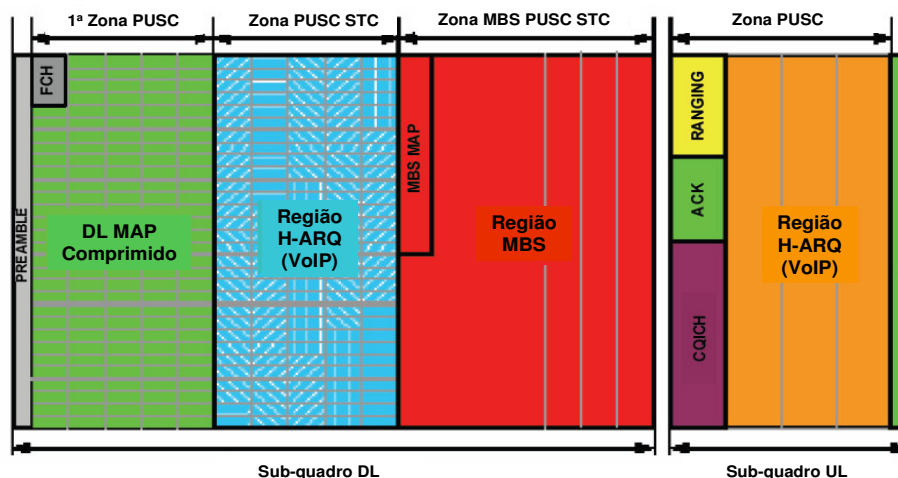 1ª Zona PUSC
Zona PUSC STC
Zona MBS PUSC STC
Zona PUSC
PREAMBLE
FCH
DL MAP
Comprimido
Região
H-ARQ
(VoIP)
MBS MAP
Região
MBS
RANGING
ACK
CQICH
Região
H-ARQ
(VoIP)
Sub-quadro DL
Sub-quadro UL